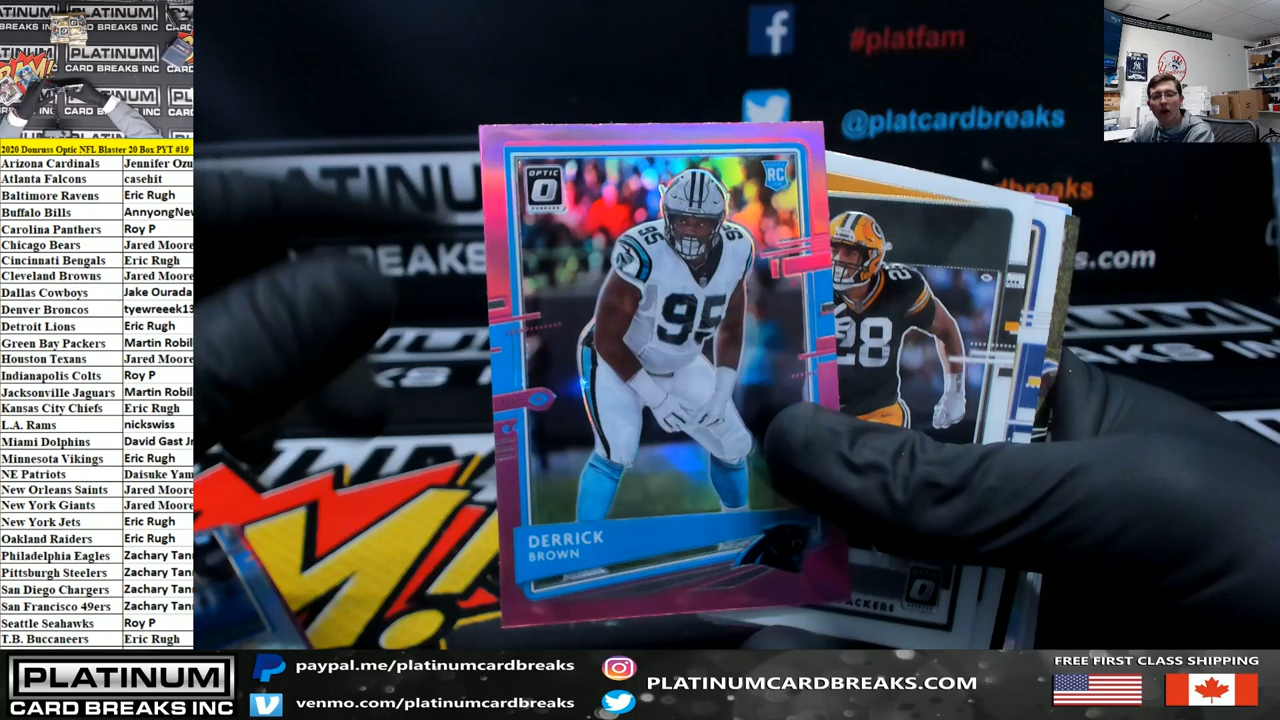 2020 Donruss Optic NFL Blaster 20 Box PYT #19
Arizona Cardinals Jennifer Ozu
Atlanta Falcons casehit
Baltimore Ravens Eric Rugh
Buffalo Bills AnnyongNev
Carolina Panthers Roy P
Chicago Bears Jared Moore
Cincinnati Bengals Eric Rugh
Cleveland Browns Jared Moore
Dallas Cowboys Jake Ourada
Denver Broncos tyewreeek13
Detroit Lions Eric Rugh
Green Bay Packers Martin Robil
Houston Texans Jared Moore
Indianapolis Colts Roy P
Jacksonville Jaguars Martin Robil
Kansas City Chiefs Eric Rugh
L.A. Rams nickswiss
Miami Dolphins David Gast Jr
Minnesota Vikings Eric Rugh
NE Patriots Daisuke Yam
New Orleans Saints Jared Moore
New York Giants Jared Moore
New York Jets Eric Rugh
Oakland Raiders Eric Rugh
Philadelphia Eagles Zachary Tan
Pittsburgh Steelers Zachary Tan
San Diego Chargers Zachary Tan
San Francisco 49ers Zachary Tan
Seattle Seahawks Roy P
T.B. Buccaneers Eric Rugh
PLATINUM
CARD BREAKS INC
#platfam
@platcardbreaks
OPTIC
RC
95
28
DERRICK
BROWN
PACKERS
PLATINUM
CARD BREAKS INC
paypal.me/platinumcardbreaks
venmo.com/platinumcardbreaks
PLATINUMCARDBREAKS.COM
FREE FIRST CLASS SHIPPING